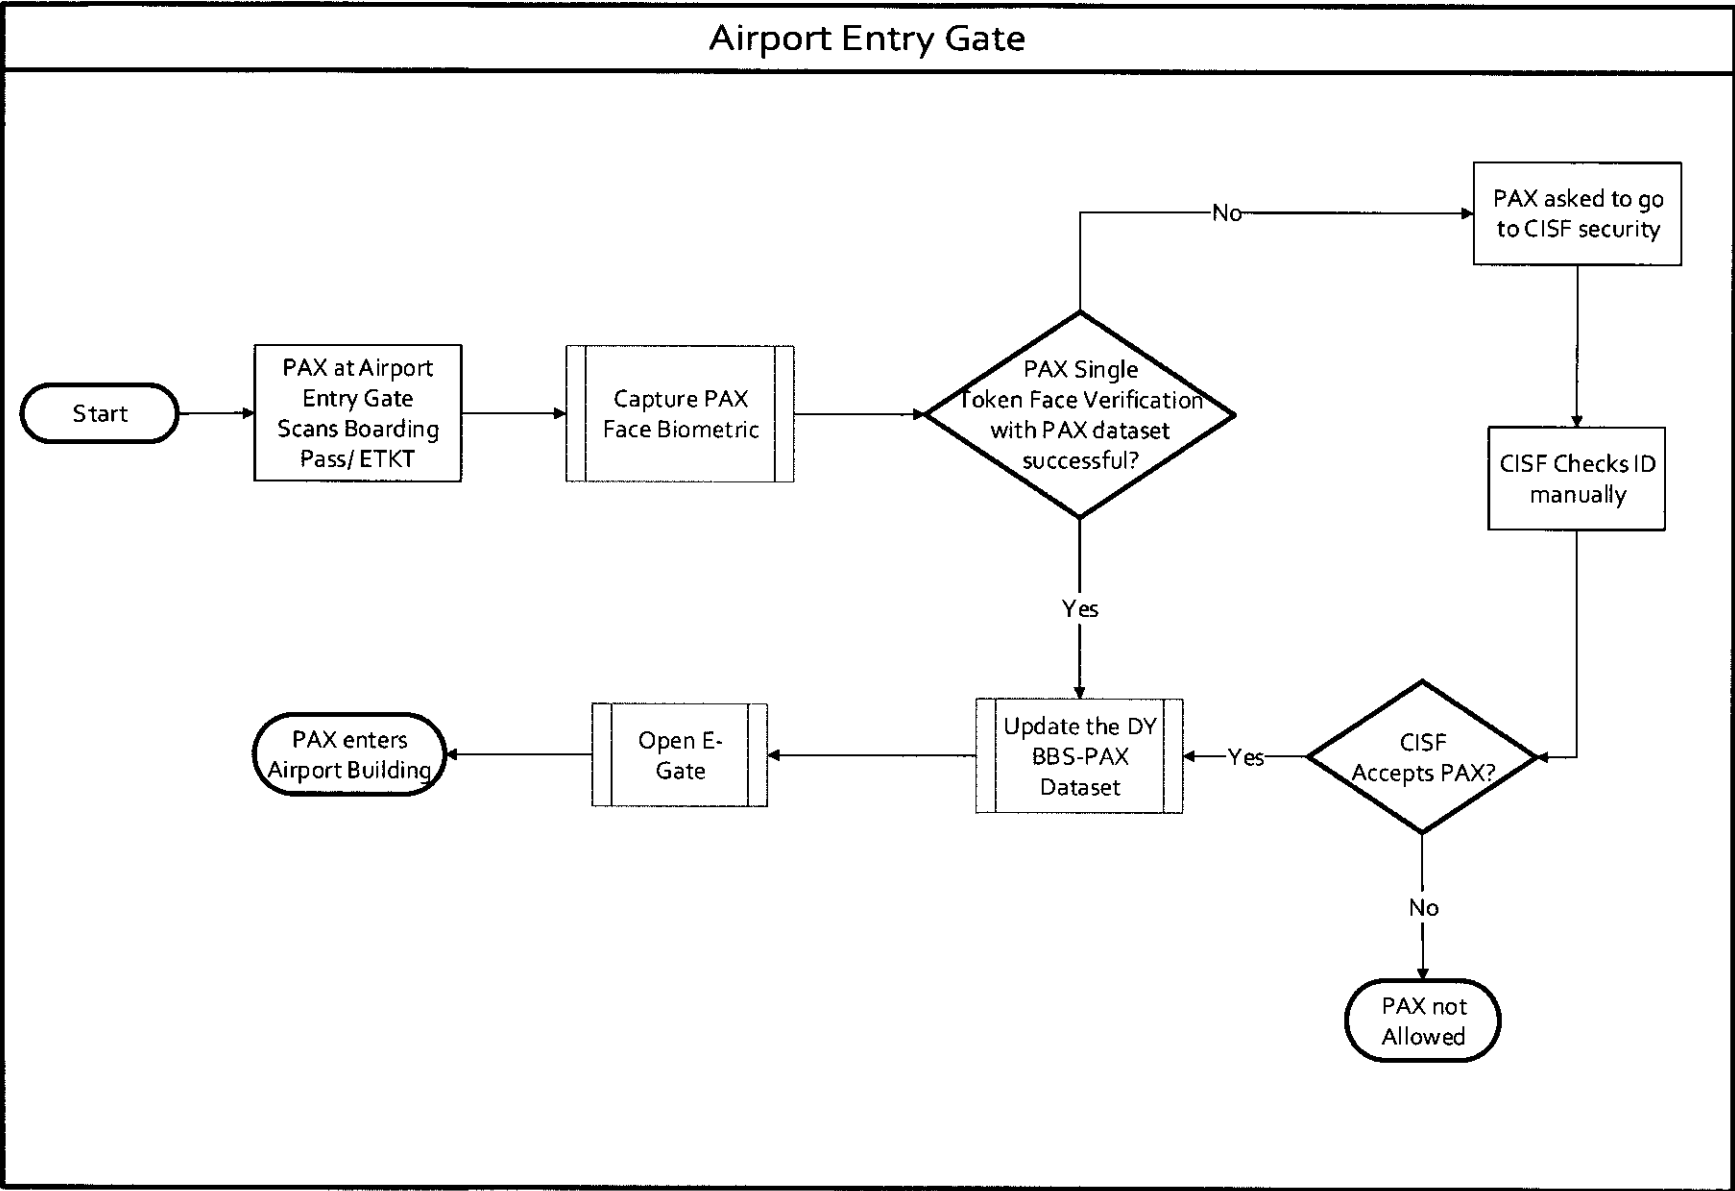 Airport Entry Gate
Start
PAX at Airport
Entry Gate
Scans Boarding
Pass/ ETKT
Capture PAX
Face Biometric
PAX Single
Token Face Verification
with PAX dataset
successful?
No
PAX asked to go
to CISF security
CISF Checks ID
manually
Yes
CISF
Accepts PAX?
Yes
Update the DY
BBS-PAX
Dataset
Open E-
Gate
PAX enters
Airport Building
No
PAX not
Allowed